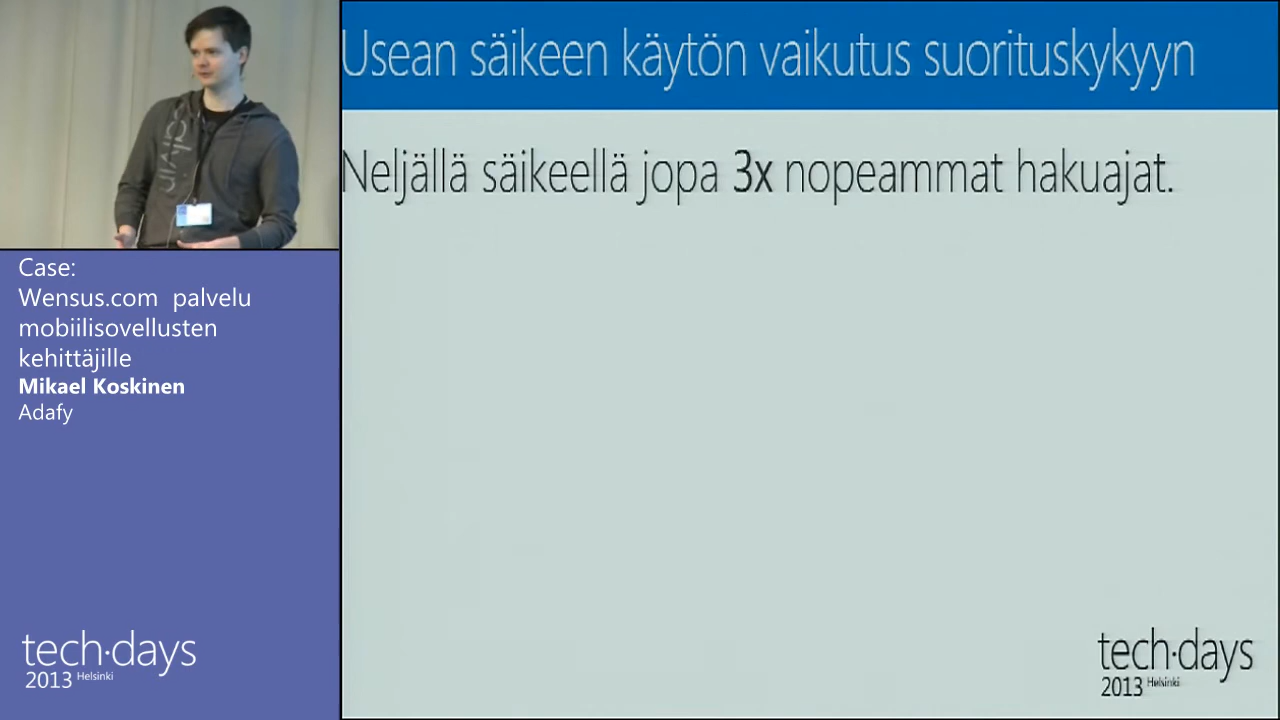 Usean säikeen käytön vaikutus suorituskykyyn
Neljällä säikeellä jopa 3x nopeammat hakuajat.
Case:
Wensus.com palvelu
mobiilisovellusten
kehittäjille
Mikael Koskinen
Adafy
tech·days
2013 Helsinki
tech·days
2013 Helsinki